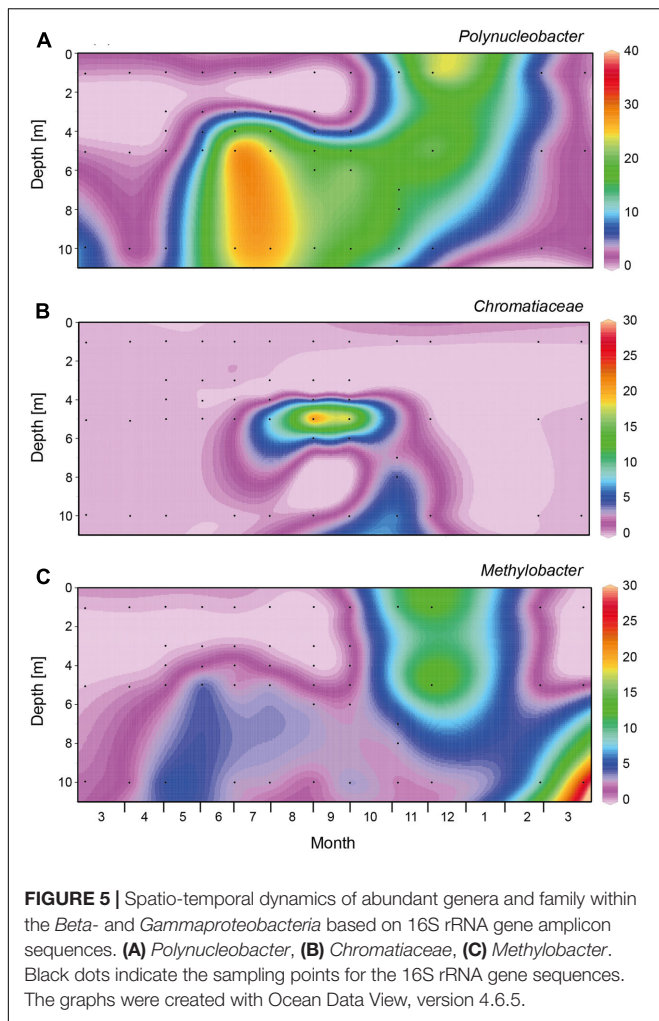 A
Polynucleobacter
Depth [m]
0
2
4
6
8
10
40
30
20
10
0
B
Chromatiaceae
Depth [m]
0
2
4
6
8
10
30
25
20
15
10
5
0
C
Methylobacter
Depth [m]
0
2
4
6
8
10
30
25
20
15
10
5
0
3 4 5 6 7 8 9 10 11 12 1 2 3
Month
FIGURE 5 | Spatio-temporal dynamics of abundant genera and family within
the Beta- and Gammaproteobacteria based on 16S rRNA gene amplicon
sequences. (A) Polynucleobacter, (B) Chromatiaceae, (C) Methylobacter.
Black dots indicate the sampling points for the 16S rRNA gene sequences.
The graphs were created with Ocean Data View, version 4.6.5.